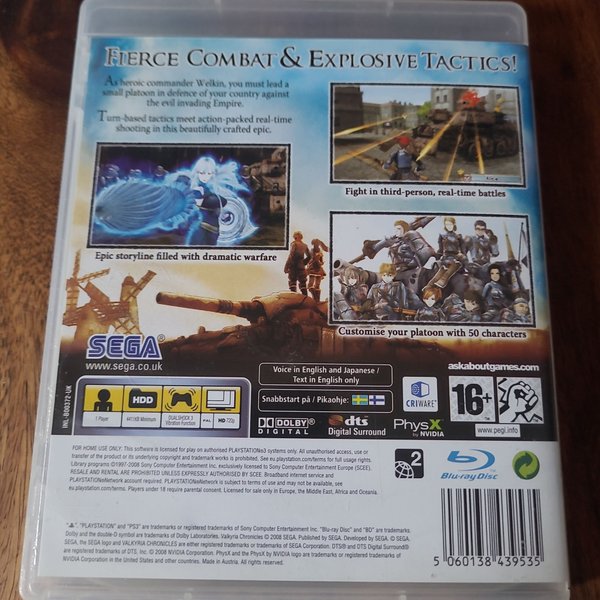 FIERCE COMBAT & EXPLOSIVE TACTICS!
As heroic commander Welkin, you must lead a
small platoon in defence of your country against
the evil invading Empire.
Turn-based tactics meet action-packed real-time
shooting in this beautifully crafted epic.
Fight in third-person, real-time battles
Epic storyline filled with dramatic warfare
Customise your platoon with 50 characters
SEGA
www.sega.co.uk
Voice in English and Japanese /
Text in English only
askaboutgames.com
INL-B00372-UK
1 Player
HDD
4411KB Minimum
DUALSHOCK 3
Vibration function
PAL
HD 720p
Snabbstart på / Pikaohje:
CRIWARE
16+
www.pegi.info
DOLBY
DIGITAL
dts
Digital Surround
PhysX
by NVIDIA
FOR HOME USE ONLY: This software is licensed for play on authorised PLAYSTATION®3 systems only. All unauthorised access, use or
transfer of the product or its underlying copyright and trademark works is prohibited. See eu.playstation.com/terms for full usage terms.
Library programs ©1997-2008 Sony Computer Entertainment Inc. exclusively licensed to Sony Computer Entertainment Europe (SCEE).
RESALE AND RENTAL ARE PROHIBITED UNLESS EXPRESSLY AUTHORISED BY SCEE. Broadband internet service and
PLAYSTATION®Network account required. PLAYSTATION®Network is subject to terms of use and may not be available, see
eu.playstation.com/terms. Players under 18 require parental consent. Licensed for sale only in Europe, the Middle East, Africa and Oceania.
2
Blu-ray Disc
"PLAYSTATION" and "PS3" are trademarks or registered trademarks of Sony Computer Entertainment Inc. "Blu-ray Disc" and "BD" are trademarks.
Dolby and the double-D symbol are trademarks of Dolby Laboratories. Valkyria Chronicles © 2008 SEGA. Published by SEGA. Developed by SEGA.
SEGA, the SEGA logo and VALKYRIA CHRONICLES are either registered trademarks or trademarks of SEGA Corporation. DTS® and DTS Digital Surround®
are registered trademarks of DTS, Inc. © 2008 NVIDIA Corporation. PhysX and the PhysX by NVIDIA logo are trademarks or registered trademarks of
NVIDIA Corporation in the United States and other countries. Made in Austria. All rights reserved.
5 060138 439535